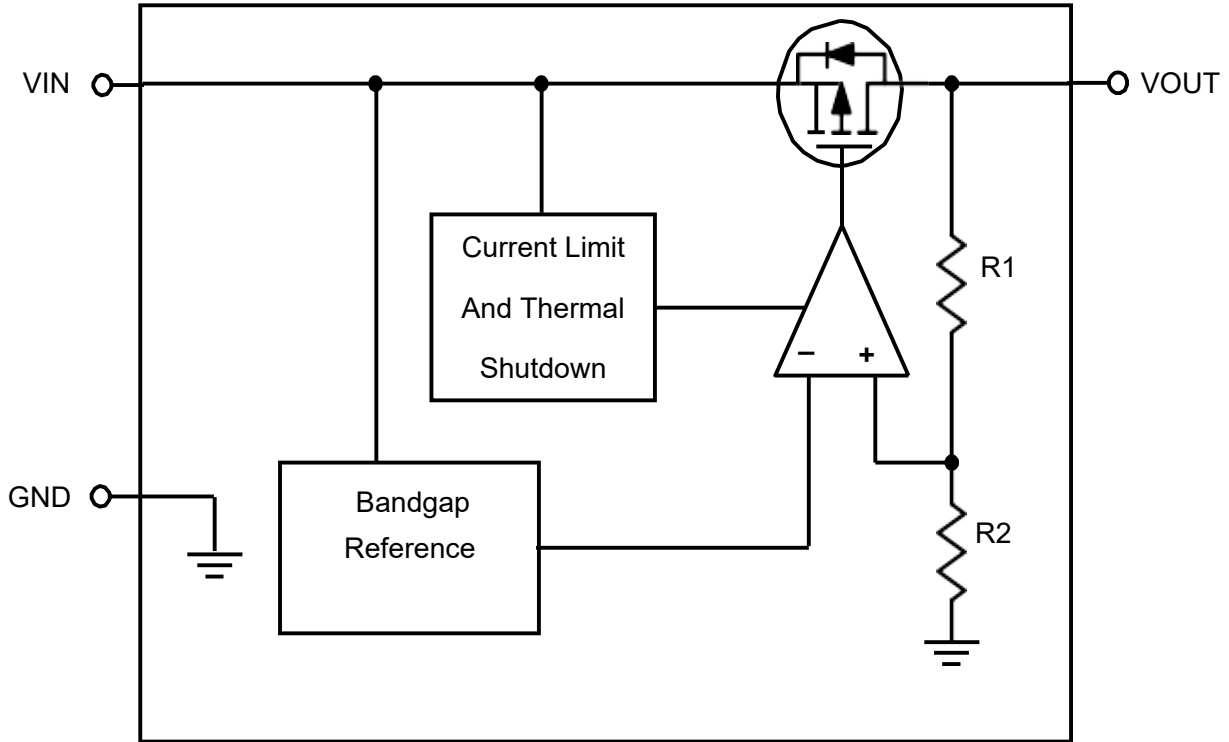 VIN
VOUT
Current Limit
And Thermal
Shutdown
R1
− +
GND
Bandgap
Reference
R2